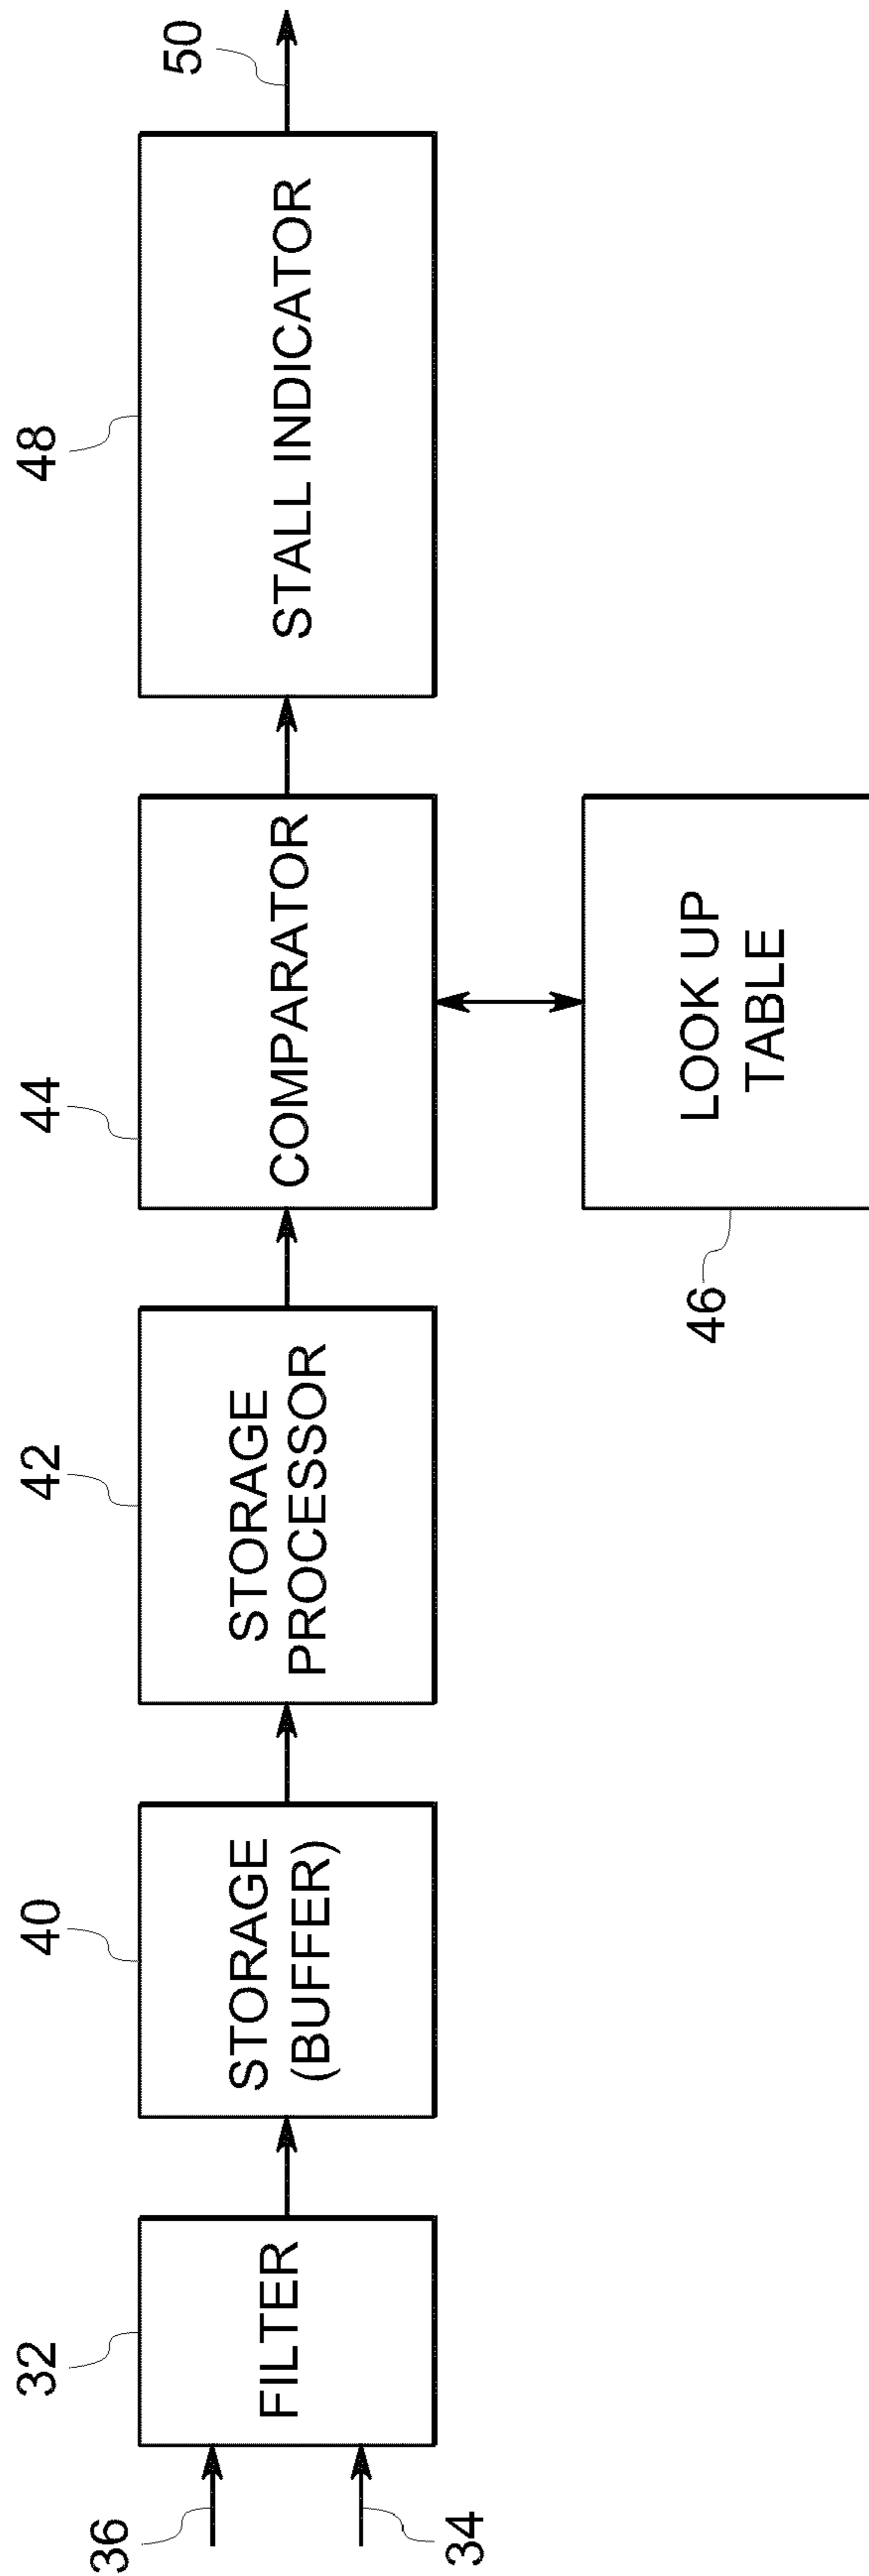 36
34
32
FILTER
40
STORAGE
(BUFFER)
42
STORAGE
PROCESSOR
44
COMPARATOR
46
LOOK UP
TABLE
48
STALL INDICATOR
50